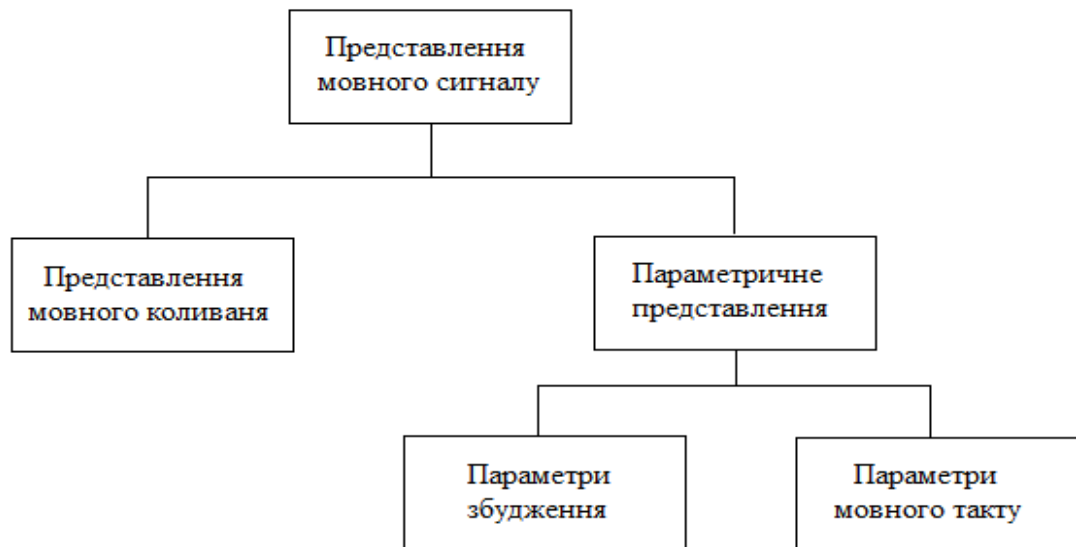 Представлення
мовного сигналу
Представлення
мовного коливаня
Параметричне
представлення
Параметри
збудження
Параметри
мовного такту